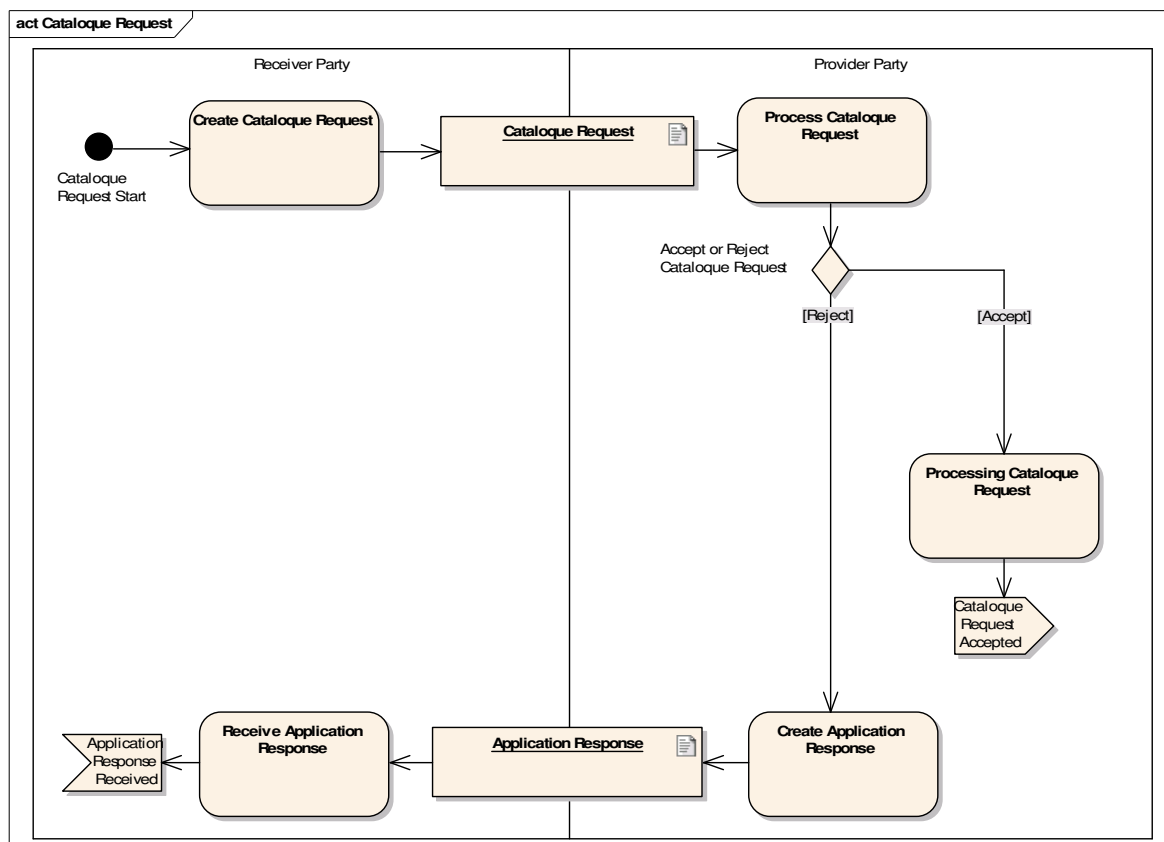 act Cataloque Request
Receiver Party
Provider Party
Create Cataloque Request
Cataloque Request
Process Cataloque
Request
Cataloque
Request Start
Accept or Reject
Cataloque Request
[Reject]
[Accept]
Processing Cataloque
Request
Cataloque
Request
Accepted
Application
Response
Received
Receive Application
Response
Application Response
Create Application
Response